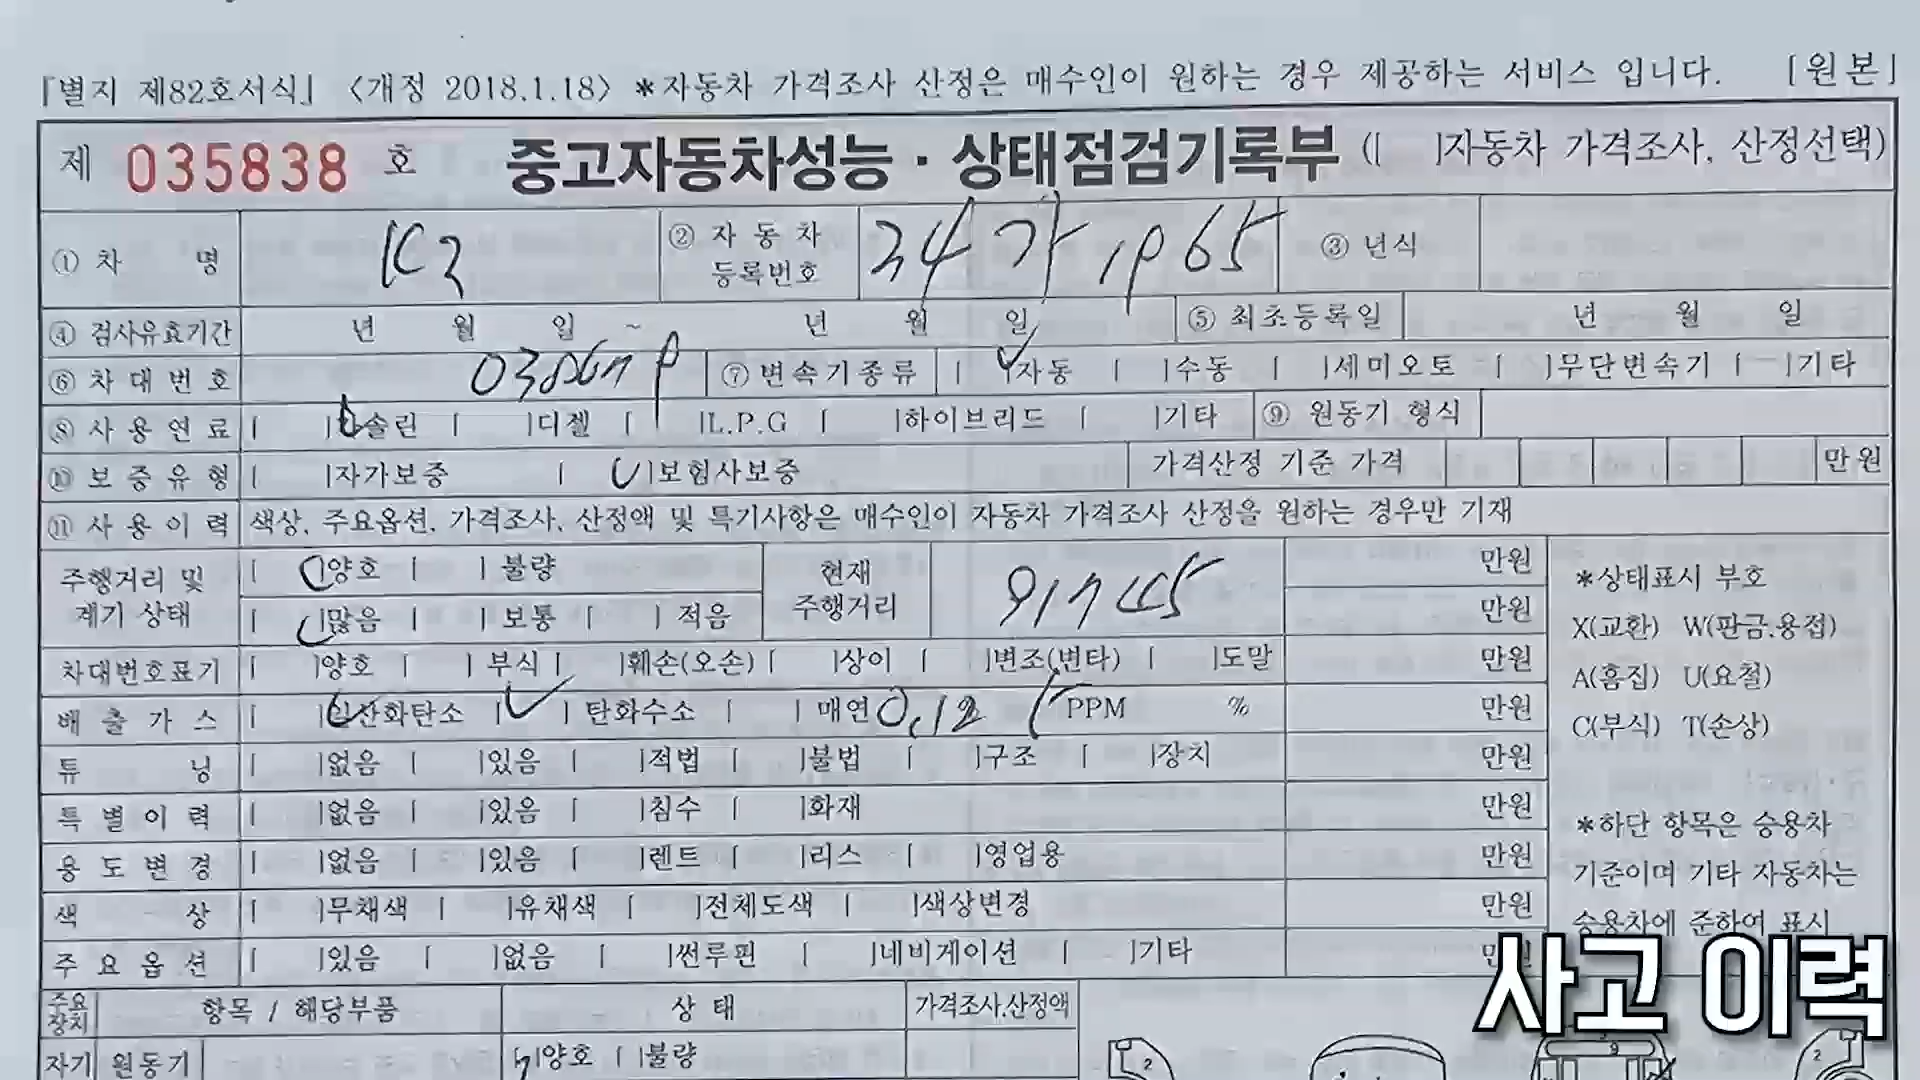 『별지 제82호서식』 〈개정 2018.1.18〉 *자동차 가격조사 산정은 매수인이 원하는 경우 제공하는 서비스 입니다. [원본]
제 035838 호 중고자동차성능·상태점검기록부 ([ ]자동차 가격조사, 산정선택)
① 차 명 K3 ② 자동차 등록번호 34가 1965 ③ 년식
④ 검사유효기간 년 월 일 ~ 년 월 일 ⑤ 최초등록일 년 월 일
⑥ 차대번호 ⑦ 변속기종류 [ ]자동 [ ]수동 [ ]세미오토 [ ]무단변속기 [ ]기타
⑧ 사용연료 [ ]가솔린 [ ]디젤 [ ]L.P.G [ ]하이브리드 [ ]기타 ⑨ 원동기 형식
⑩ 보증유형 [ ]자가보증 [ ]보험사보증 가격산정 기준 가격 만원
⑪ 사용이력 색상, 주요옵션, 가격조사, 산정액 및 특기사항은 매수인이 자동차 가격조사 산정을 원하는 경우만 기재
주행거리 및 계기 상태 [ ]양호 [ ]불량 현재 주행거리 91745 만원 *상태표시 부호
[ ]많음 [ ]보통 [ ]적음 만원 X(교환) W(판금.용접)
차대번호표기 [ ]양호 [ ]부식 [ ]훼손(오손) [ ]상이 [ ]변조(변타) [ ]도말 만원 A(흠집) U(요철)
배출가스 [ ]일산화탄소 [ ]탄화수소 [ ]매연 0.12 5 PPM % 만원 C(부식) T(손상)
튜닝 [ ]없음 [ ]있음 [ ]적법 [ ]불법 [ ]구조 [ ]장치 만원
특별이력 [ ]없음 [ ]있음 [ ]침수 [ ]화재 만원 *하단 항목은 승용차
용도변경 [ ]없음 [ ]있음 [ ]렌트 [ ]리스 [ ]영업용 만원 기준이며 기타 자동차는
색상 [ ]무채색 [ ]유채색 [ ]전체도색 [ ]색상변경 만원 승용차에 준하여 표시
주요옵션 [ ]있음 [ ]없음 [ ]썬루핀 [ ]네비게이션 [ ]기타 만원
사고 이력
주요장치 항목 / 해당부품 상태 가격조사.산정액
자기 원동기 [ ]양호 [ ]불량 2 9 2